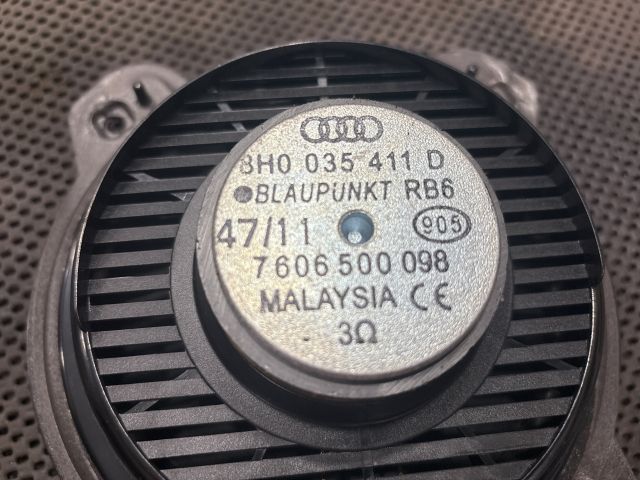 8H0 035 411 D
BLAUPUNKT RB6
47/11 905
7 606 500 098
MALAYSIA CE
3Ω